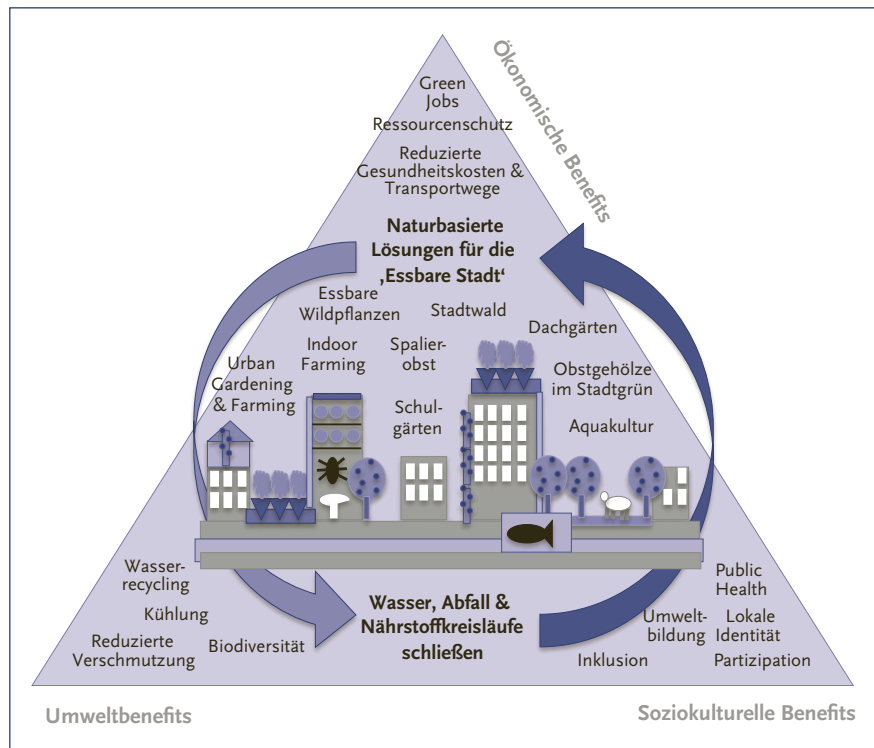 Ökonomische Benefits
Green
Jobs
Ressourcenschutz
Reduzierte
Gesundheitskosten &
Transportwege
Naturbasierte
Lösungen für die
‚Essbare Stadt‘
Essbare
Wildpflanzen
Stadtwald
Dachgärten
Indoor
Farming
Spalier-
obst
Urban
Gardening
& Farming
Obstgehölze
im Stadtgrün
Schul-
gärten
Aquakultur
Wasser-
recycling
Kühlung
Reduzierte
Verschmutzung
Biodiversität
Wasser, Abfall &
Nährstoffkreisläufe
schließen
Public
Health
Umwelt-
bildung
Lokale
Identität
Inklusion
Partizipation
Umweltbenefits
Soziokulturelle Benefits